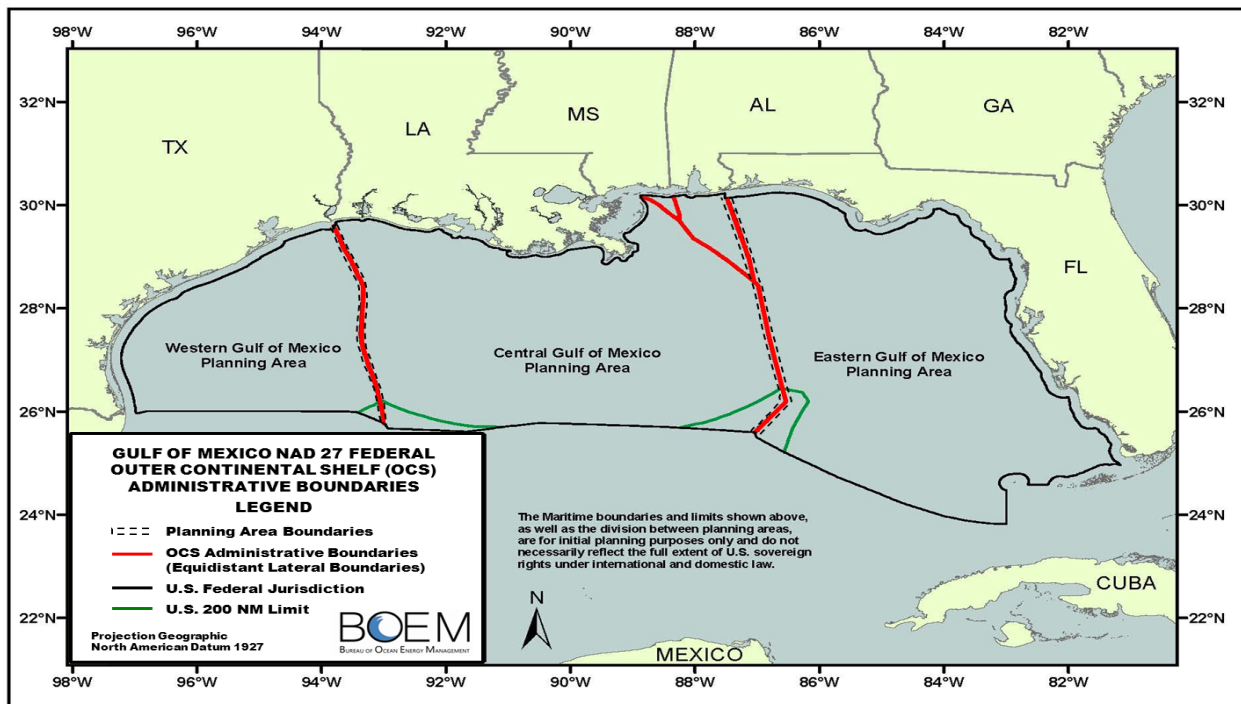 98°W 96°W 94°W 92°W 90°W 88°W 86°W 84°W 82°W
32°N 32°N
30°N 30°N
28°N 28°N
26°N 26°N
24°N 24°N
22°N 22°N
TX
LA
MS
AL
GA
FL
Western Gulf of Mexico
Planning Area
Central Gulf of Mexico
Planning Area
Eastern Gulf of Mexico
Planning Area
GULF OF MEXICO NAD 27 FEDERAL
OUTER CONTINENTAL SHELF (OCS)
ADMINISTRATIVE BOUNDARIES
LEGEND
Planning Area Boundaries
OCS Administrative Boundaries
(Equidistant Lateral Boundaries)
U.S. Federal Jurisdiction
U.S. 200 NM Limit
Projection Geographic
North American Datum 1927
BOEM
BUREAU OF OCEAN ENERGY MANAGEMENT
The Maritime boundaries and limits shown above,
as well as the division between planning areas,
are for initial planning purposes only and do not
necessarily reflect the full extent of U.S. sovereign
rights under international and domestic law.
N
CUBA
MEXICO
98°W 96°W 94°W 92°W 90°W 88°W 86°W 84°W 82°W